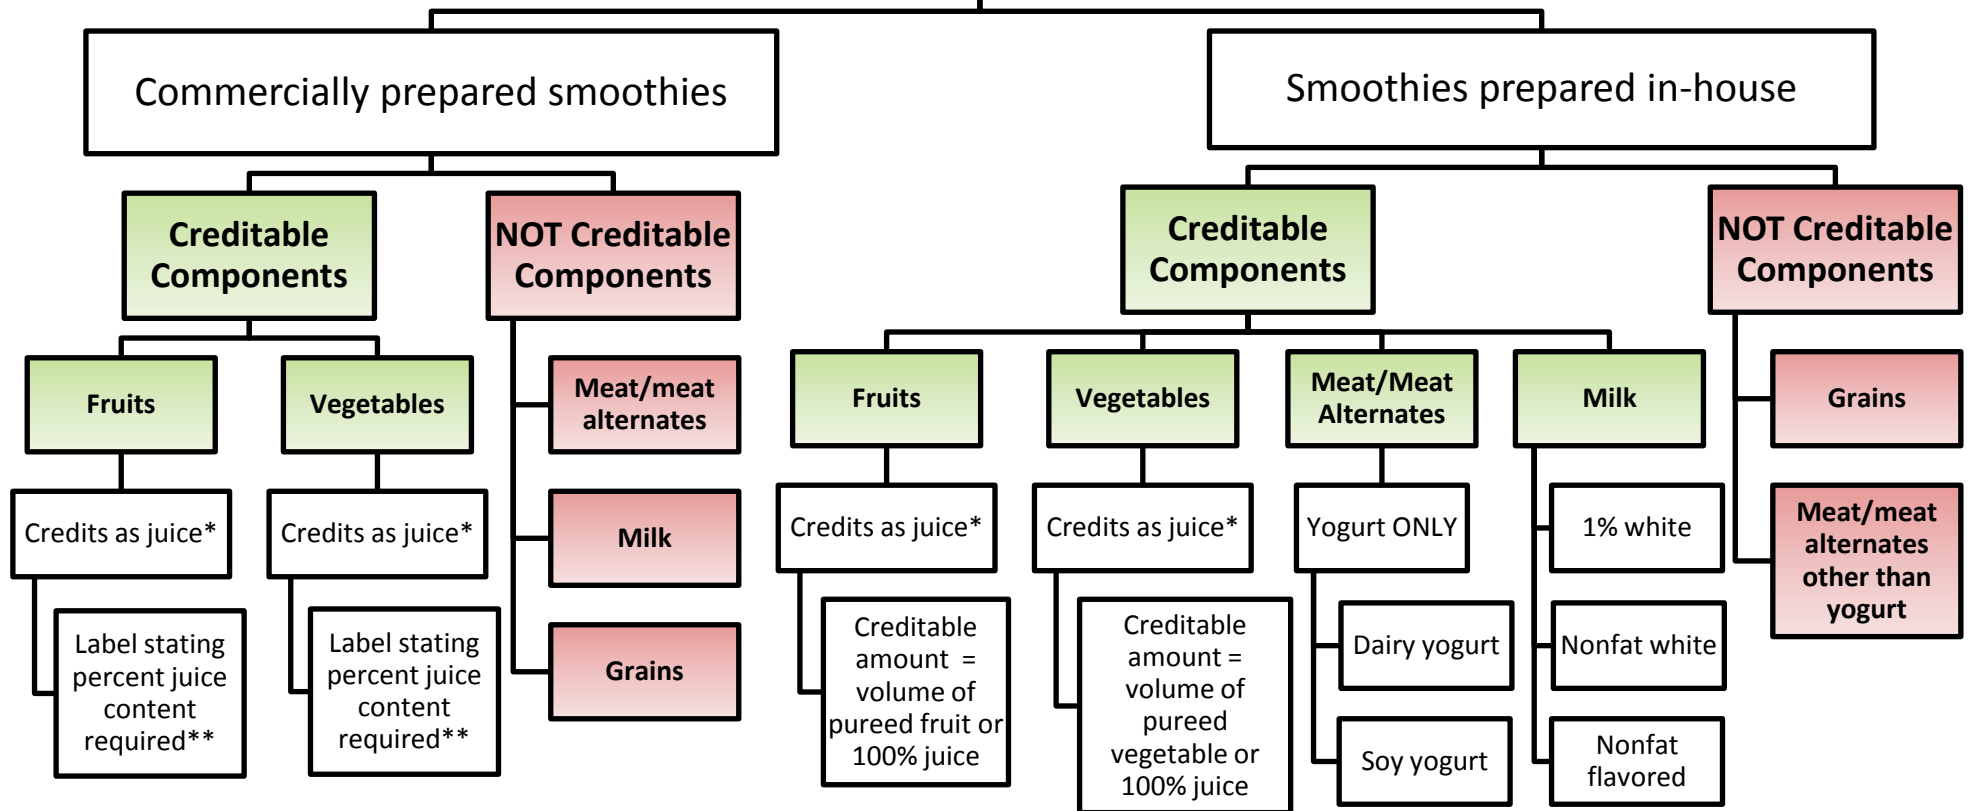 Commercially prepared smoothies
Smoothies prepared in-house
Creditable
Components
NOT Creditable
Components
Creditable
Components
NOT Creditable
Components
Fruits
Vegetables
Meat/meat
alternates
Fruits
Vegetables
Meat/Meat
Alternates
Milk
Grains
Credits as juice*
Credits as juice*
Milk
Credits as juice*
Credits as juice*
Yogurt ONLY
1% white
Meat/meat
alternates
other than
yogurt
Label stating
percent juice
content
required**
Label stating
percent juice
content
required**
Grains
Creditable
amount =
volume of
pureed fruit or
100% juice
Creditable
amount =
volume of
pureed
vegetable or
100% juice
Dairy yogurt
Nonfat white
Soy yogurt
Nonfat
flavored